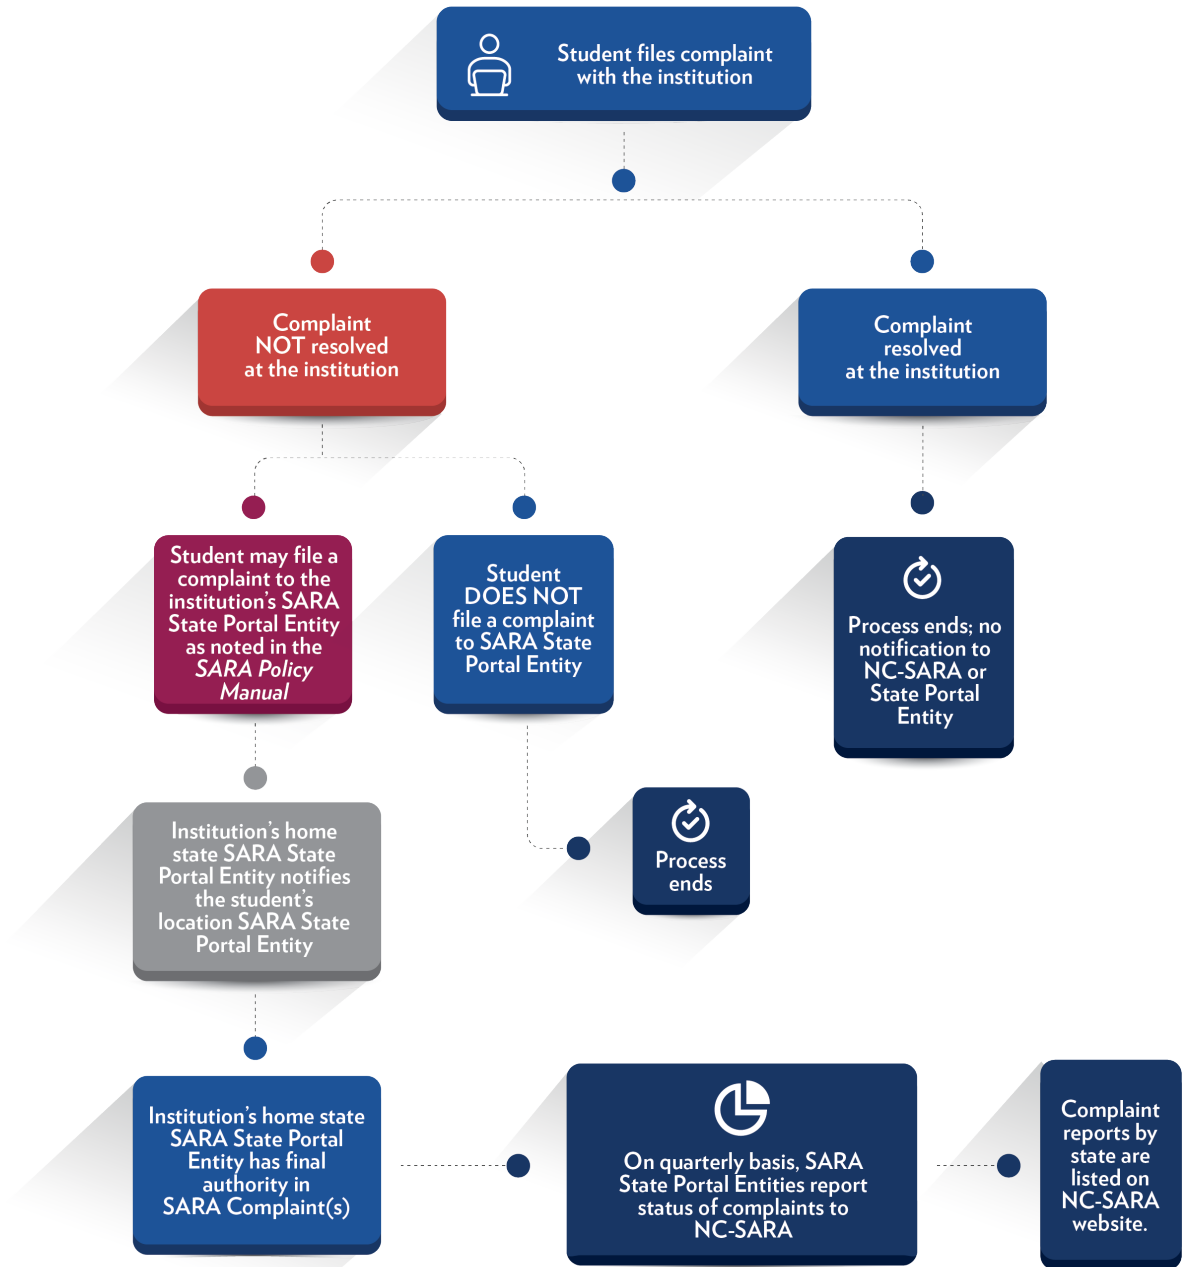 Student files complaint
with the institution
Complaint
NOT resolved
at the institution
Complaint
resolved
at the institution
Student may file a
complaint to the
institution's SARA
State Portal Entity
as noted in the
SARA Policy
Manual
Student
DOES NOT
file a complaint
to SARA State
Portal Entity
Process ends; no
notification to
NC-SARA or
State Portal
Entity
Process
ends
Institution's home
state SARA State
Portal Entity notifies
the student's
location SARA State
Portal Entity
Institution's home state
SARA State Portal
Entity has final
authority in
SARA Complaint(s)
On quarterly basis, SARA
State Portal Entities report
status of complaints to
NC-SARA
Complaint
reports by
state are
listed on
NC-SARA
website.